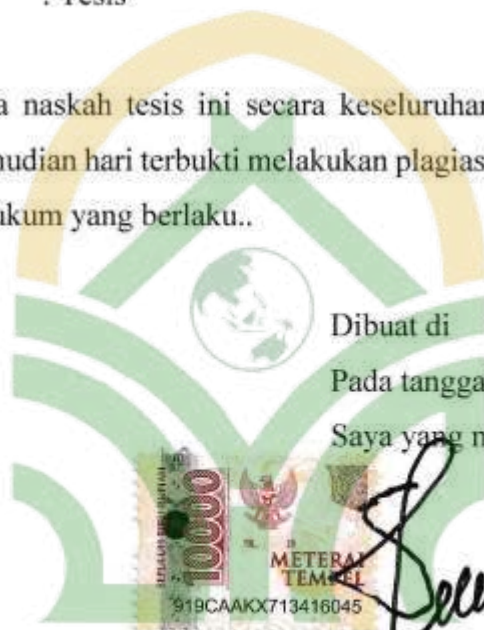 : Tesis
a naskah tesis ini secara keseluruhan
mudian hari terbukti melakukan plagias
ukum yang berlaku..
Dibuat di
Pada tangga
Saya yang m
10000
METERAI
TEMPEL
919CAAKX713416045